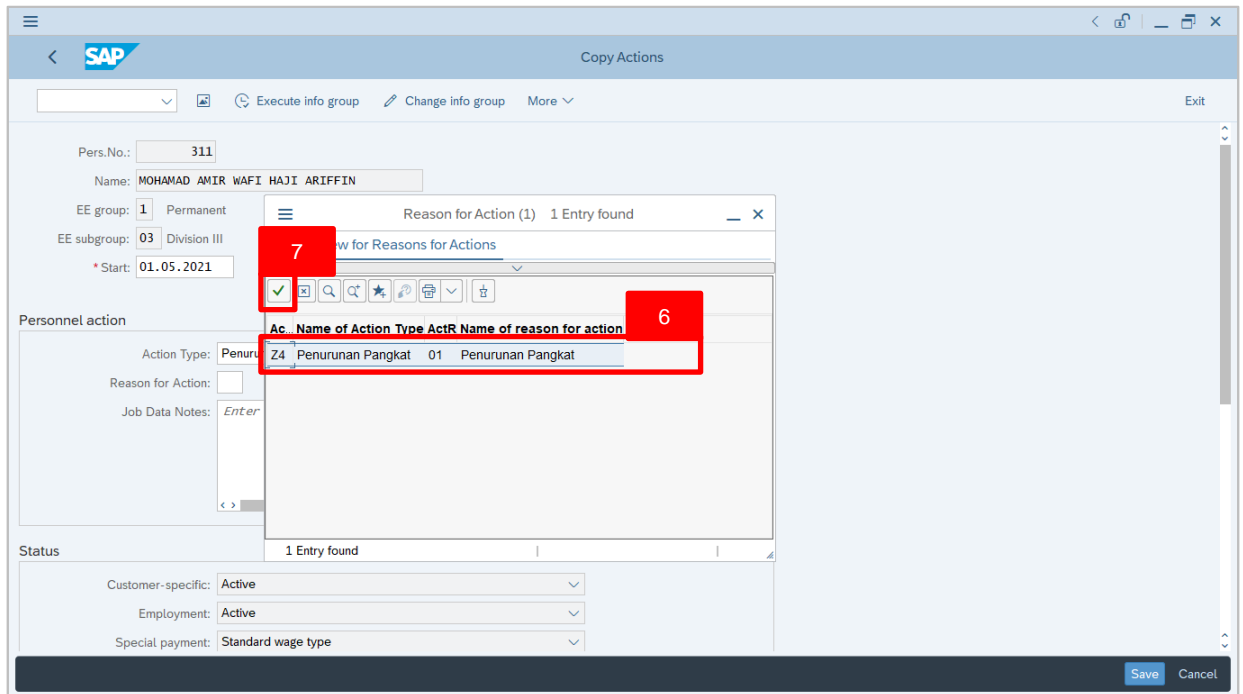 SAP
Copy Actions
Execute info group Change info group More Exit
Pers.No.: 311
Name: MOHAMAD AMIR WAFI HAJI ARIFFIN
EE group: 1 Permanent
EE subgroup: 03 Division III
* Start: 01.05.2021
Reason for Action (1) 1 Entry found
7
for Reasons for Actions
6
Ac.. Name of Action Type ActR Name of reason for action
Z4 Penurunan Pangkat 01 Penurunan Pangkat
1 Entry found
Personnel action
Action Type:
Reason for Action:
Job Data Notes: Enter
Status
Customer-specific: Active
Employment: Active
Special payment: Standard wage type
Save Cancel